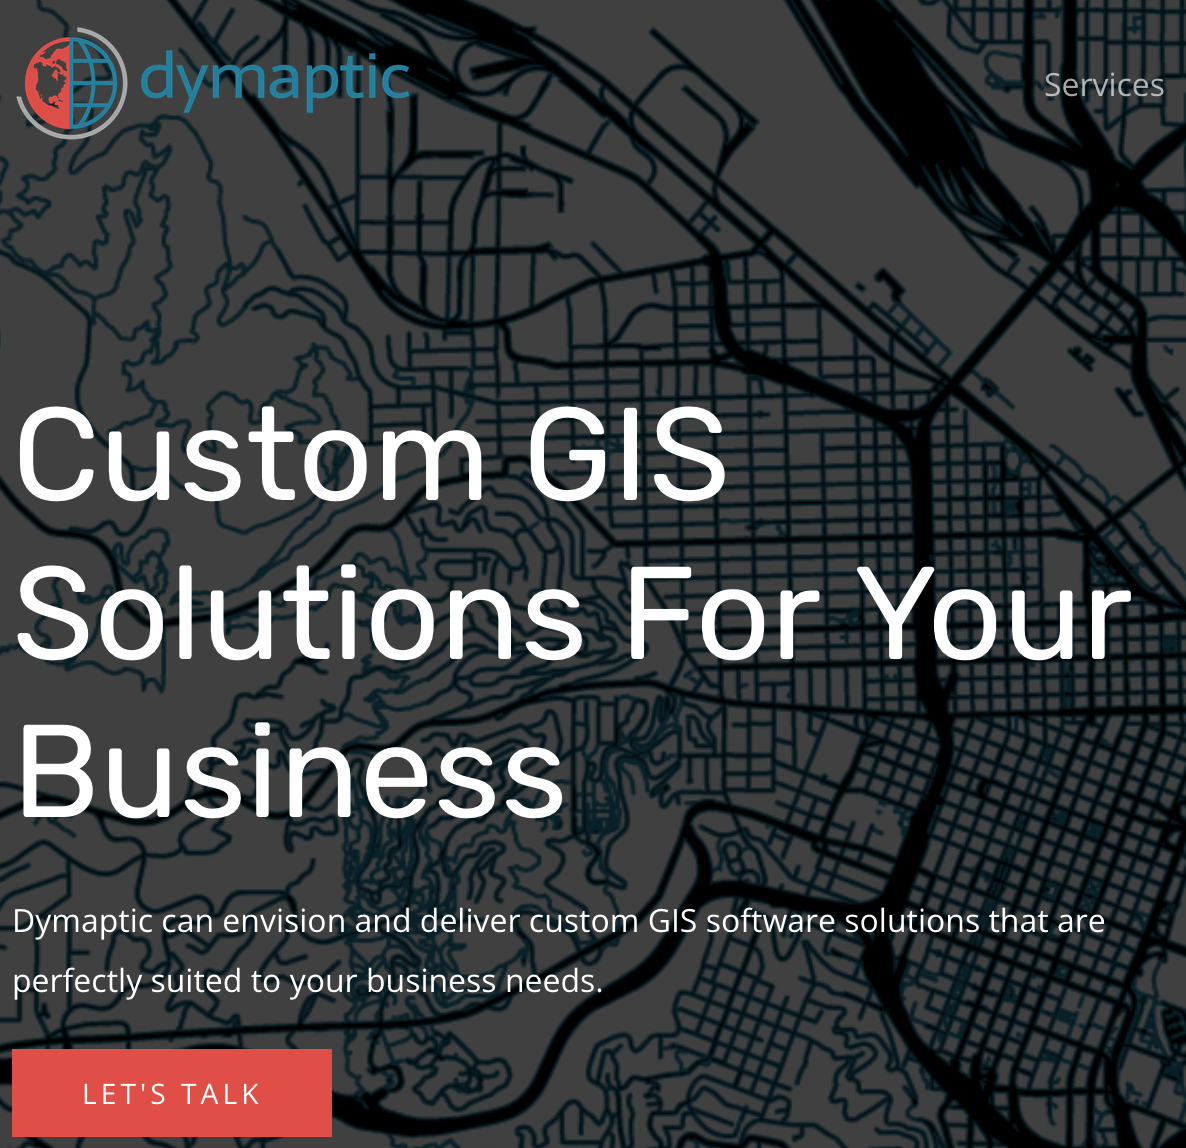 dymaptic
Services
Custom GIS
Solutions For Your
Business
Dymaptic can envision and deliver custom GIS software solutions that are
perfectly suited to your business needs.
LET'S TALK